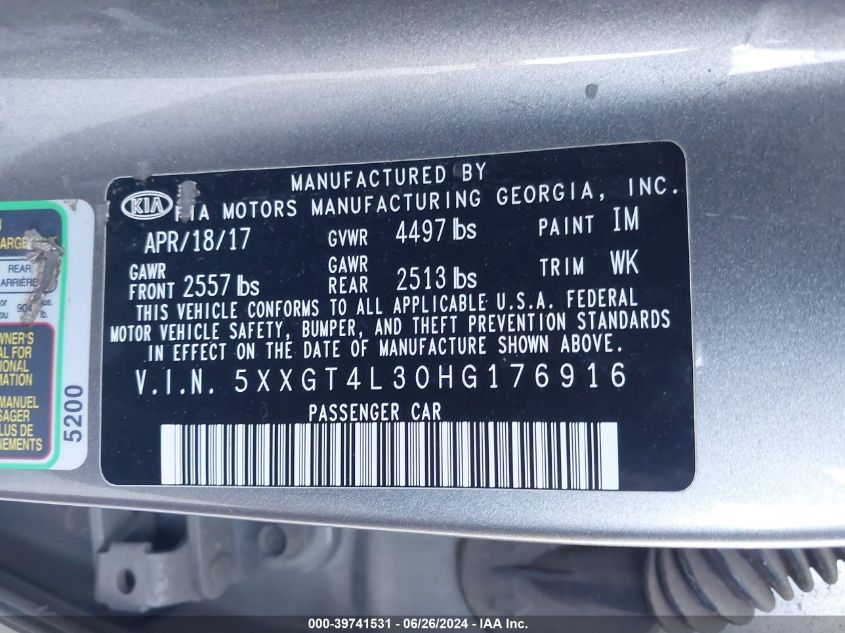 MANUFACTURED BY
KIA
KIA MOTORS MANUFACTURING GEORGIA, INC.
APR/18/17 GVWR 4497 lbs PAINT IM
GAWR FRONT 2557 lbs GAWR REAR 2513 lbs TRIM WK
THIS VEHICLE CONFORMS TO ALL APPLICABLE U.S.A. FEDERAL
MOTOR VEHICLE SAFETY, BUMPER, AND THEFT PREVENTION STANDARDS
IN EFFECT ON THE DATE OF MANUFACTURE SHOWN ABOVE.
V.I.N. 5XXGT4L30HG176916
PASSENGER CAR
REAR
ARRIÈRE
5200
000-39741531 - 06/26/2024 - IAA Inc.